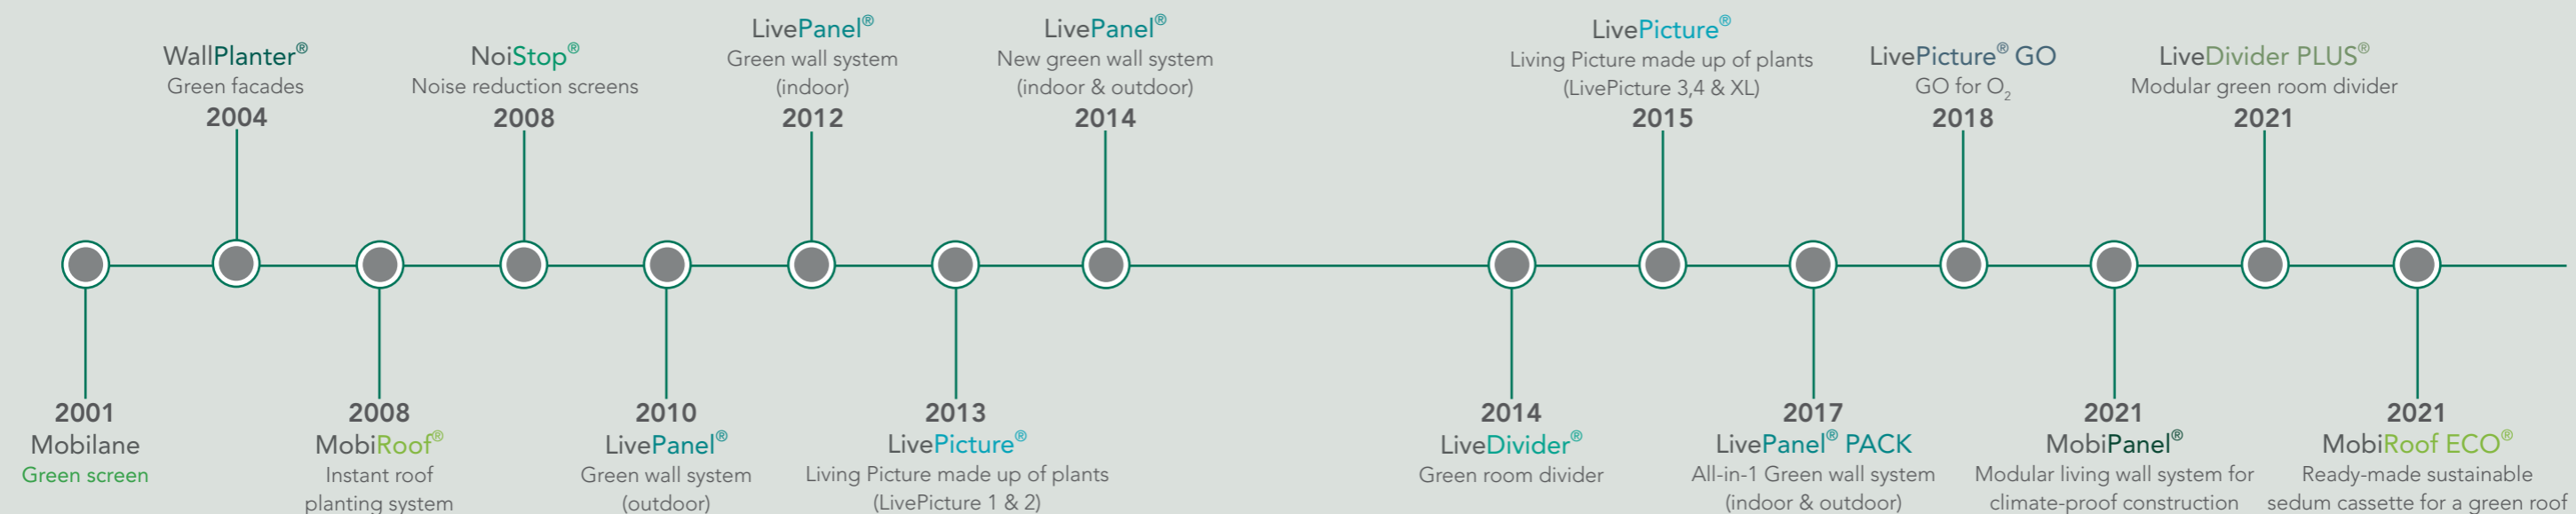 2001
Mobilane
Green screen
WallPlanter®
Green facades
2004
2008
MobiRoof®
Instant roof
planting system
NoiStop®
Noise reduction screens
2008
2010
LivePanel®
Green wall system
(outdoor)
LivePanel®
Green wall system
(indoor)
2012
2013
LivePicture®
Living Picture made up of plants
(LivePicture 1 & 2)
LivePanel®
New green wall system
(indoor & outdoor)
2014
2014
LiveDivider®
Green room divider
LivePicture®
Living Picture made up of plants
(LivePicture 3,4 & XL)
2015
2017
LivePanel® PACK
All-in-1 Green wall system
(indoor & outdoor)
LivePicture® GO
GO for O₂
2018
2021
MobiPanel®
Modular living wall system for
climate-proof construction
LiveDivider PLUS®
Modular green room divider
2021
2021
MobiRoof ECO®
Ready-made sustainable
sedum cassette for a green roof